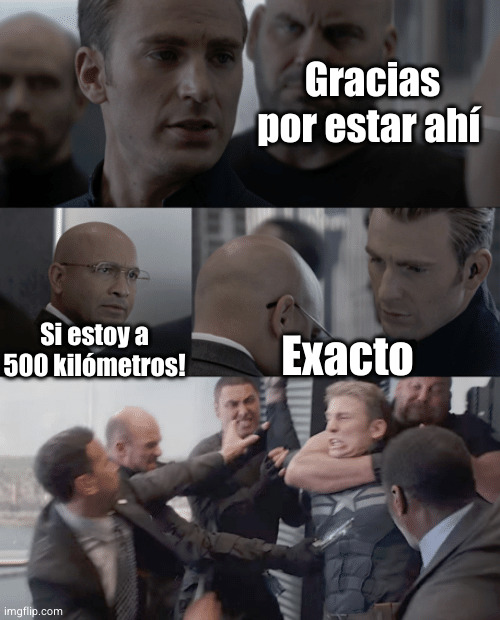 Gracias
por estar ahí
Si estoy a
500 kilómetros!
Exacto
imgflip.com